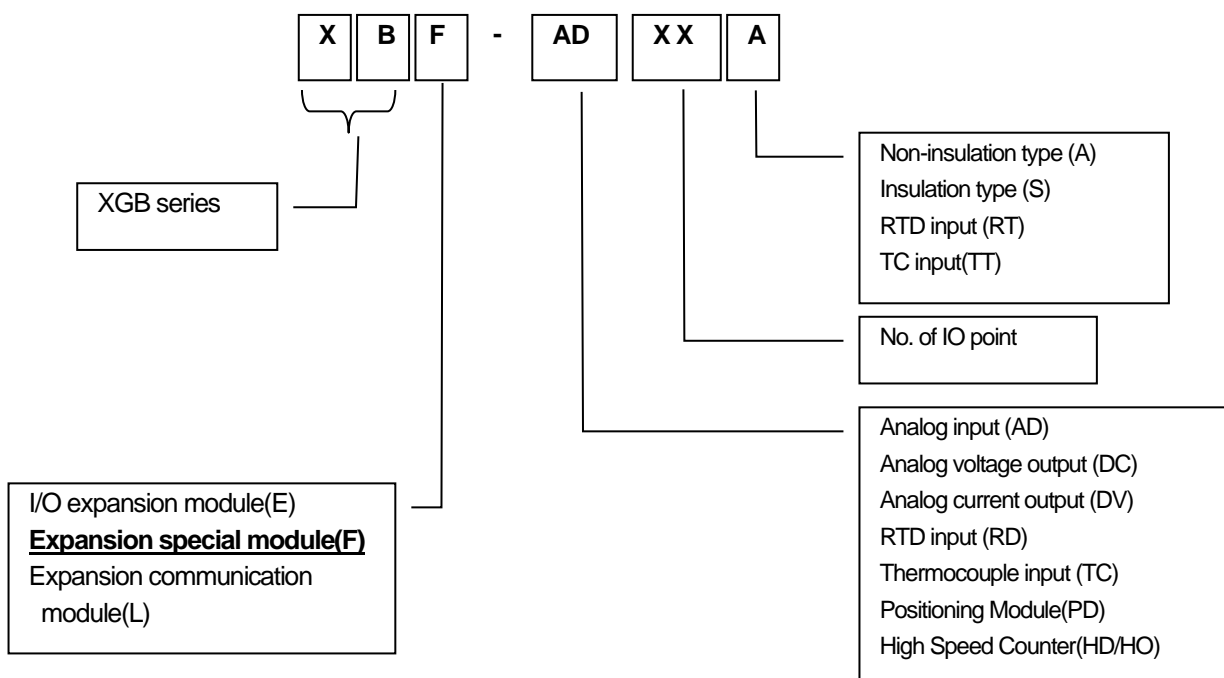 X B F - AD XX A
Non-insulation type (A)
Insulation type (S)
RTD input (RT)
TC input(TT)
XGB series
No. of IO point
Analog input (AD)
Analog voltage output (DC)
Analog current output (DV)
RTD input (RD)
Thermocouple input (TC)
Positioning Module(PD)
High Speed Counter(HD/HO)
I/O expansion module(E)
Expansion special module(F)
Expansion communication
module(L)